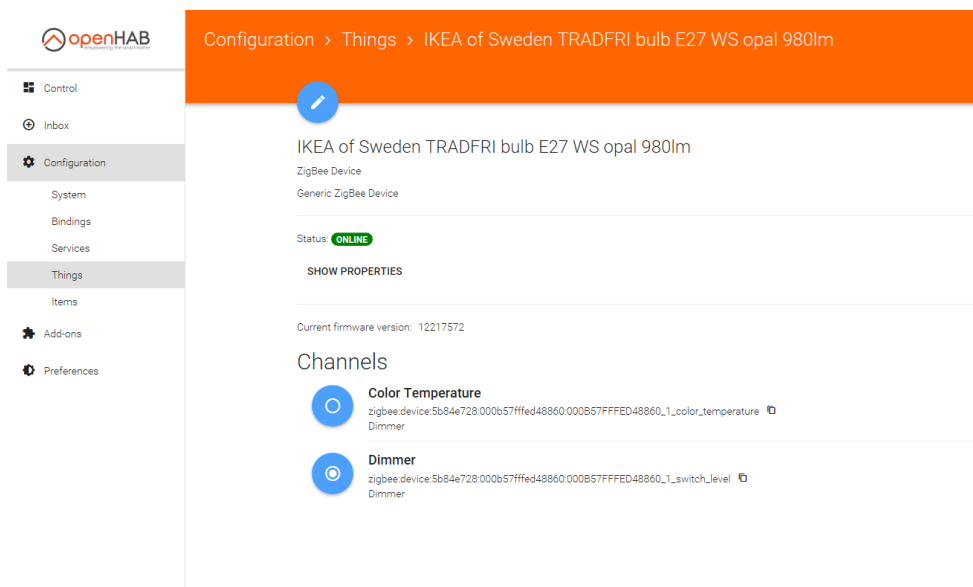 openHAB
empowering the smart home
Configuration > Things > IKEA of Sweden TRADFRI bulb E27 WS opal 980lm
Control
Inbox
Configuration
System
Bindings
Services
Things
Items
Add-ons
Preferences
IKEA of Sweden TRADFRI bulb E27 WS opal 980lm
ZigBee Device
Generic ZigBee Device
Status: ONLINE
SHOW PROPERTIES
Current firmware version: 12217572
Channels
Color Temperature
zigbee:device:5b84e728:000b57fffed48860:000B57FFFED48860_1_color_temperature
Dimmer
Dimmer
zigbee:device:5b84e728:000b57fffed48860:000B57FFFED48860_1_switch_level
Dimmer